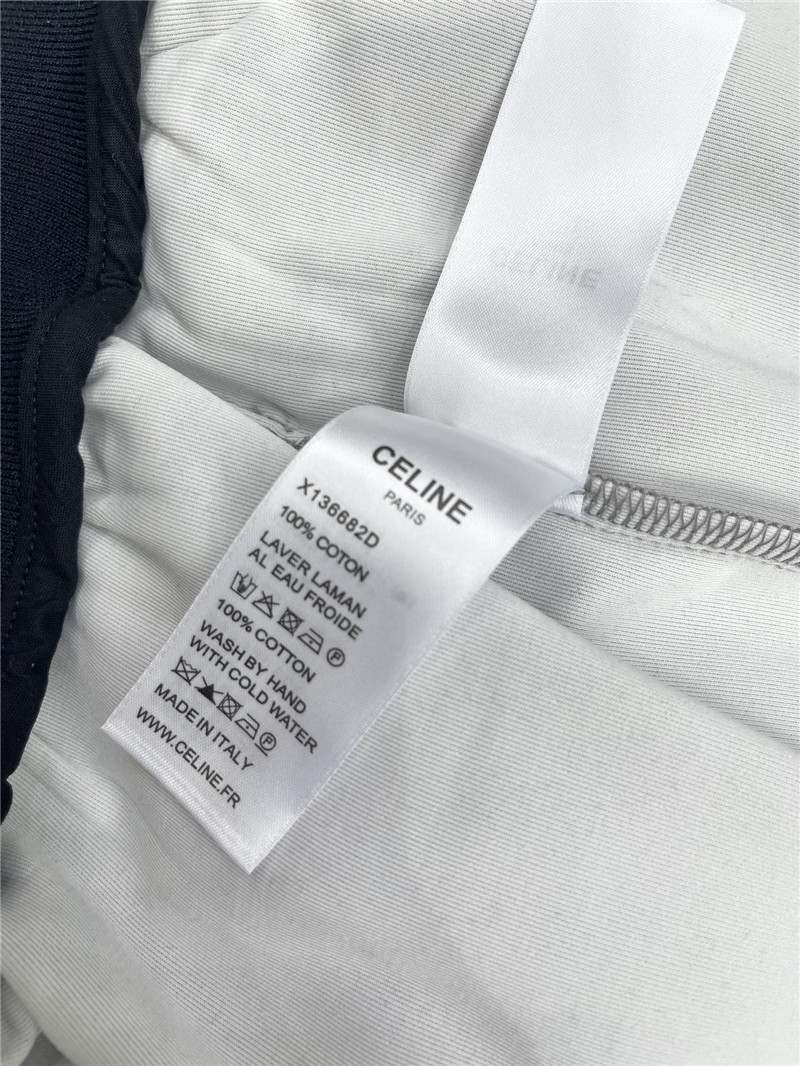 CELINE
CELINE
PARIS
X136682D
100% COTON
LAVER LAMAN
AL EAU FROIDE
100% COTTON
WASH BY HAND
WITH COLD WATER
MADE IN ITALY
WWW.CELINE.FR